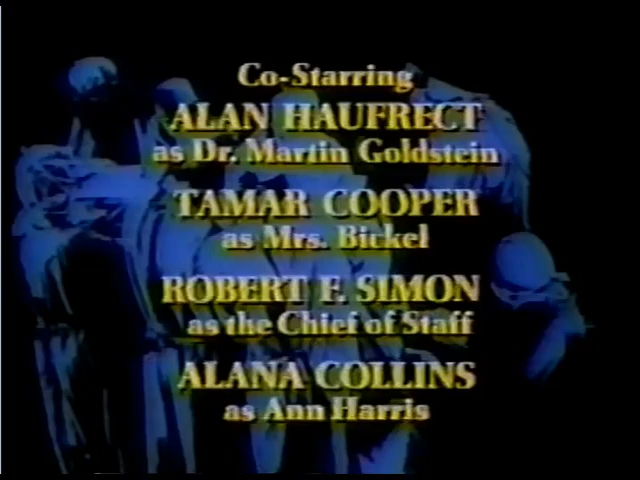 Co-Starring
ALAN HAUFRECT
as Dr. Martin Goldstein
TAMAR COOPER
as Mrs. Bickel
ROBERT F. SIMON
as the Chief of Staff
ALANA COLLINS
as Ann Harris